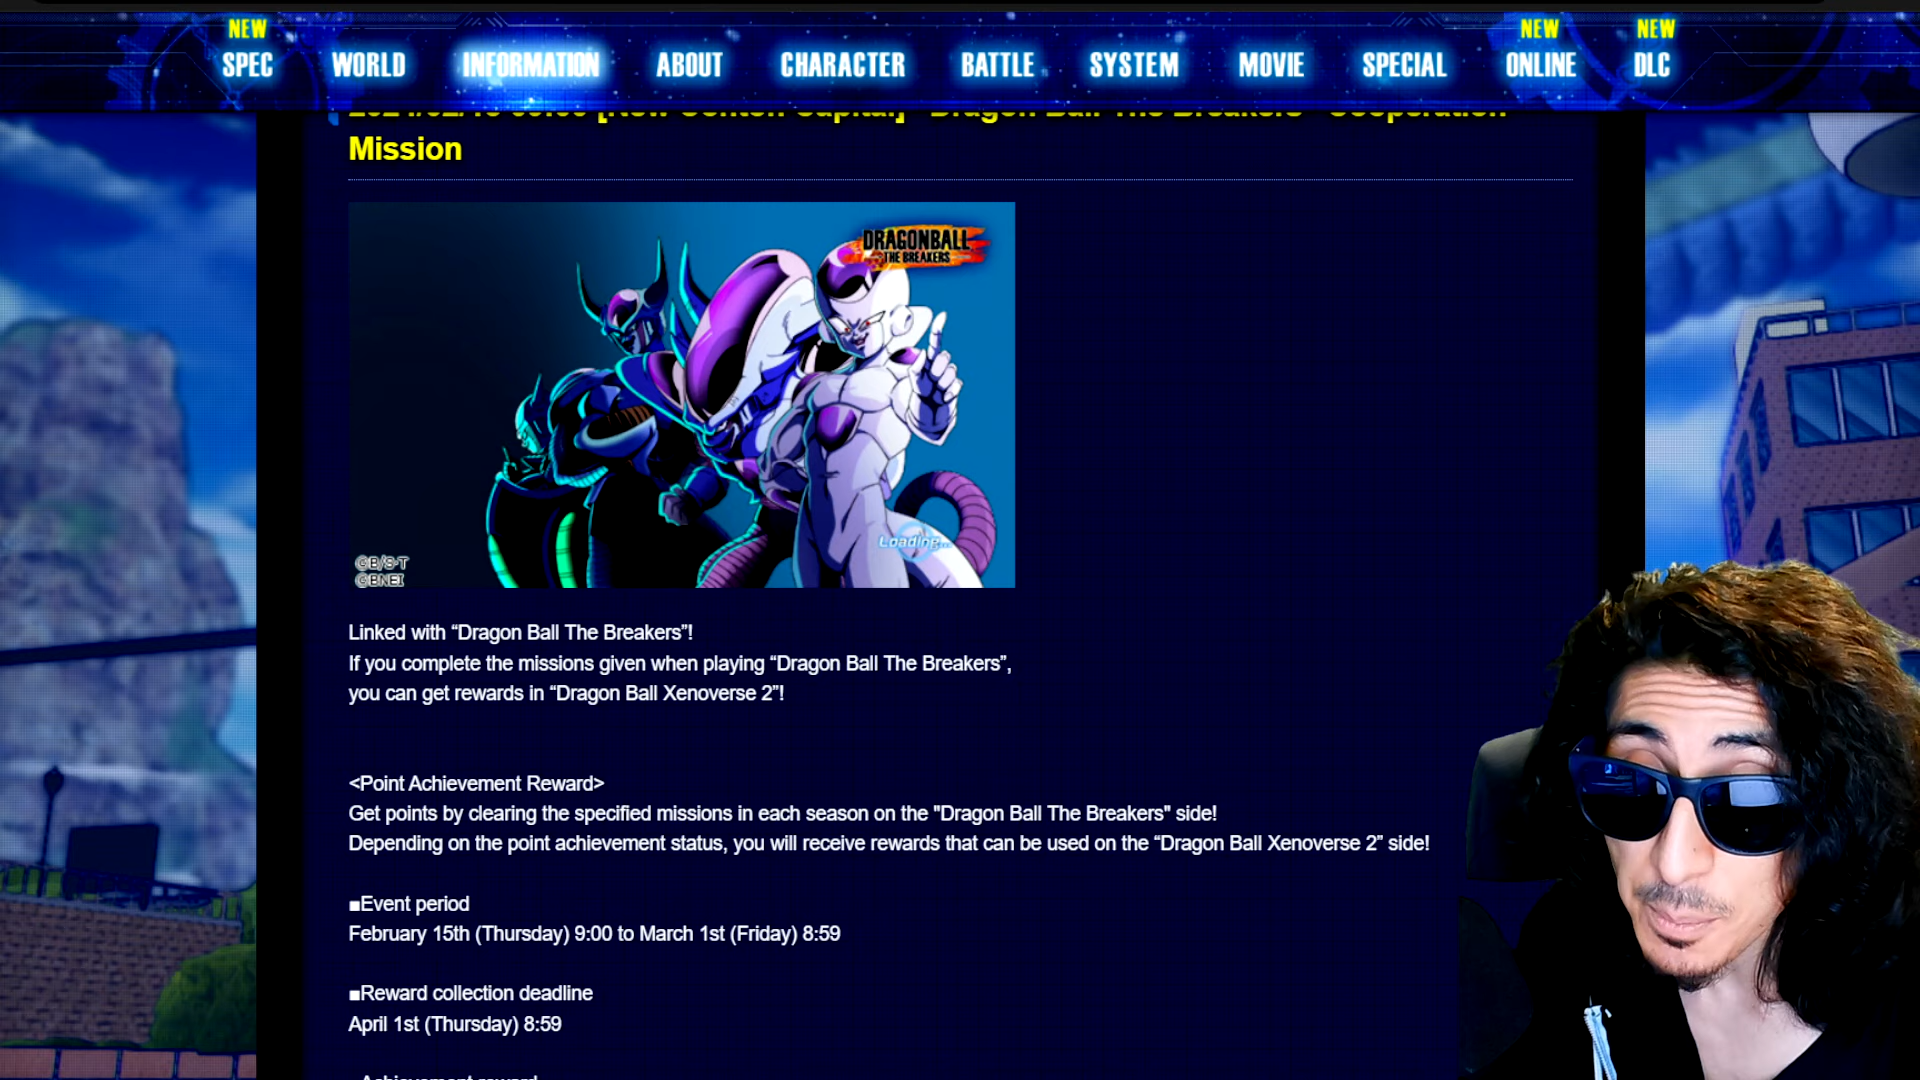 NEW
NEW
NEW
SPEC WORLD INFORMATION ABOUT CHARACTER BATTLE SYSTEM MOVIE SPECIAL ONLINE DLC
Mission
DRAGONBALL
THE BREAKERS
Loading...
©B/S・T
©BNEI
Linked with “Dragon Ball The Breakers”!
If you complete the missions given when playing “Dragon Ball The Breakers”,
you can get rewards in “Dragon Ball Xenoverse 2”!
<Point Achievement Reward>
Get points by clearing the specified missions in each season on the "Dragon Ball The Breakers" side!
Depending on the point achievement status, you will receive rewards that can be used on the “Dragon Ball Xenoverse 2” side!
■Event period
February 15th (Thursday) 9:00 to March 1st (Friday) 8:59
■Reward collection deadline
April 1st (Thursday) 8:59